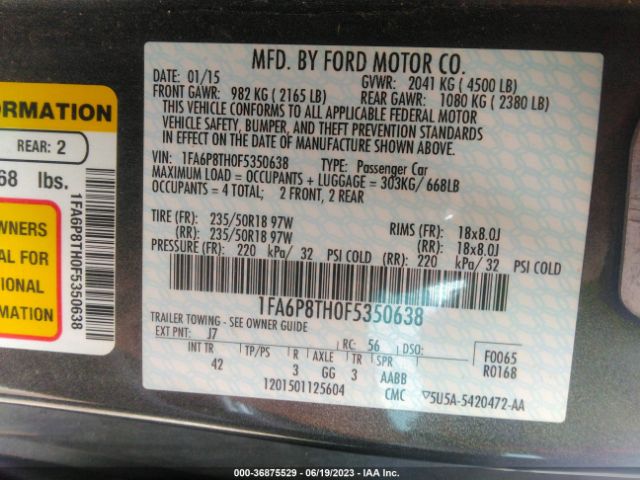 MFD. BY FORD MOTOR CO.
DATE: 01/15 GVWR: 2041 KG ( 4500 LB)
FRONT GAWR: 982 KG ( 2165 LB) REAR GAWR: 1080 KG ( 2380 LB)
THIS VEHICLE CONFORMS TO ALL APPLICABLE FEDERAL MOTOR
VEHICLE SAFETY, BUMPER, AND THEFT PREVENTION STANDARDS
IN EFFECT ON THE DATE OF MANUFACTURE SHOWN ABOVE.
VIN: 1FA6P8TH0F5350638 TYPE: Passenger Car
MAXIMUM LOAD = OCCUPANTS + LUGGAGE = 303KG/ 668LB
OCCUPANTS = 4 TOTAL; 2 FRONT, 2 REAR
TIRE (FR): 235/50R18 97W RIMS (FR): 18x8.0J
(RR): 235/50R18 97W (RR): 18x8.0J
PRESSURE (FR): 220 kPa/ 32 PSI COLD (RR): 220 kPa/ 32 PSI COLD
1FA6P8TH0F5350638
TRAILER TOWING - SEE OWNER GUIDE
EXT PNT: J7 RC: 56 DSO: F0065
R0168
INT TR TP/PS R AXLE TF SPR
42 3 GG 3 AABB
1201501125604 CMC ▽5U5A-5420472-AA
ORMATION
REAR: 2
68 lbs.
1FA6P8TH0F5350638
WNERS
AL FOR
IONAL
MATION
000-36875529 - 06/19/2023 - IAA Inc.